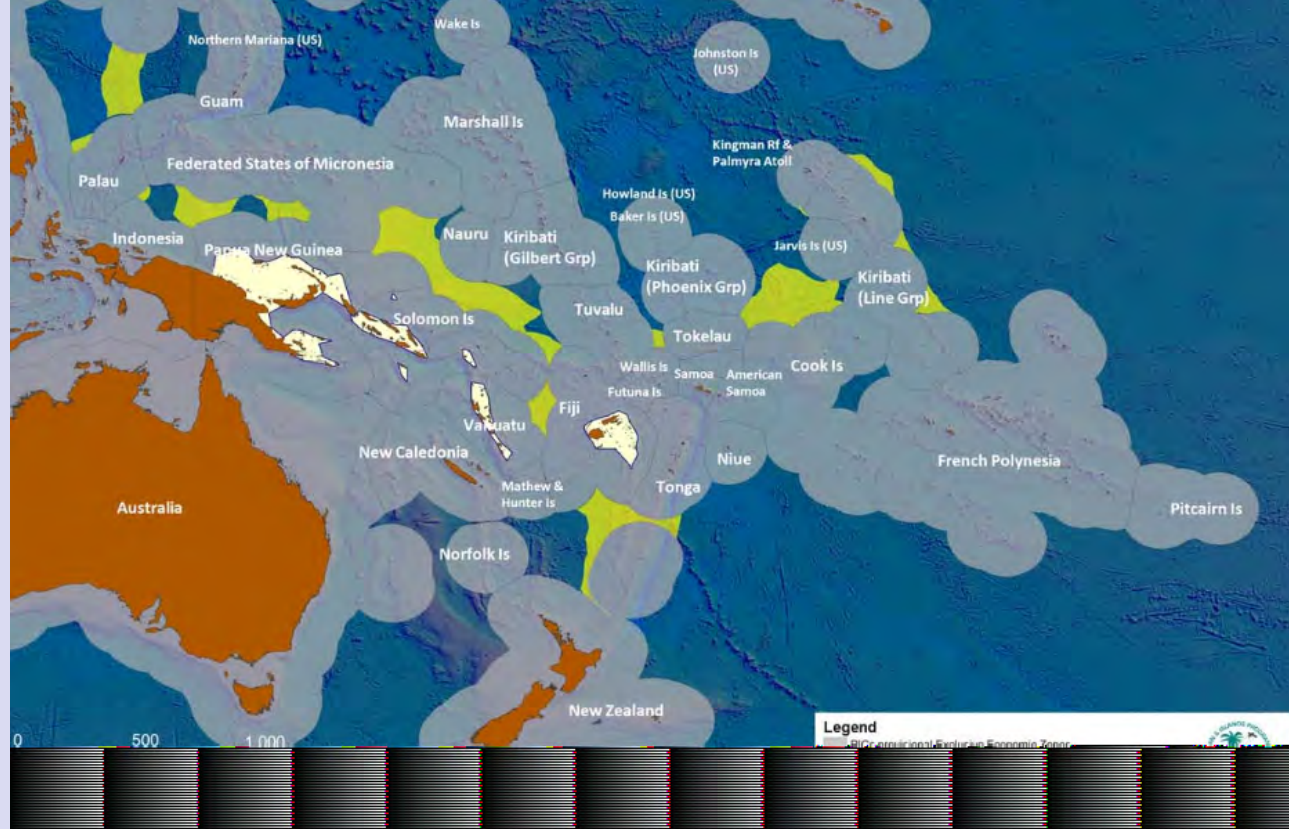 Wake Is
Northern Mariana (US)
Johnston Is
(US)
Guam
Marshall Is
Kingman Rf &
Palmyra Atoll
Federated States of Micronesia
Palau
Howland Is (US)
Baker Is (US)
Indonesia
Nauru
Kiribati
(Gilbert Grp)
Jarvis Is (US)
Papua New Guinea
Kiribati
(Phoenix Grp)
Kiribati
(Line Grp)
Tuvalu
Solomon Is
Tokelau
Wallis Is
Samoa
American
Samoa
Cook Is
Futuna Is
Fiji
Vanuatu
New Caledonia
Niue
French Polynesia
Mathew &
Hunter Is
Tonga
Australia
Pitcairn Is
Norfolk Is
New Zealand
Legend
0 500 1,000